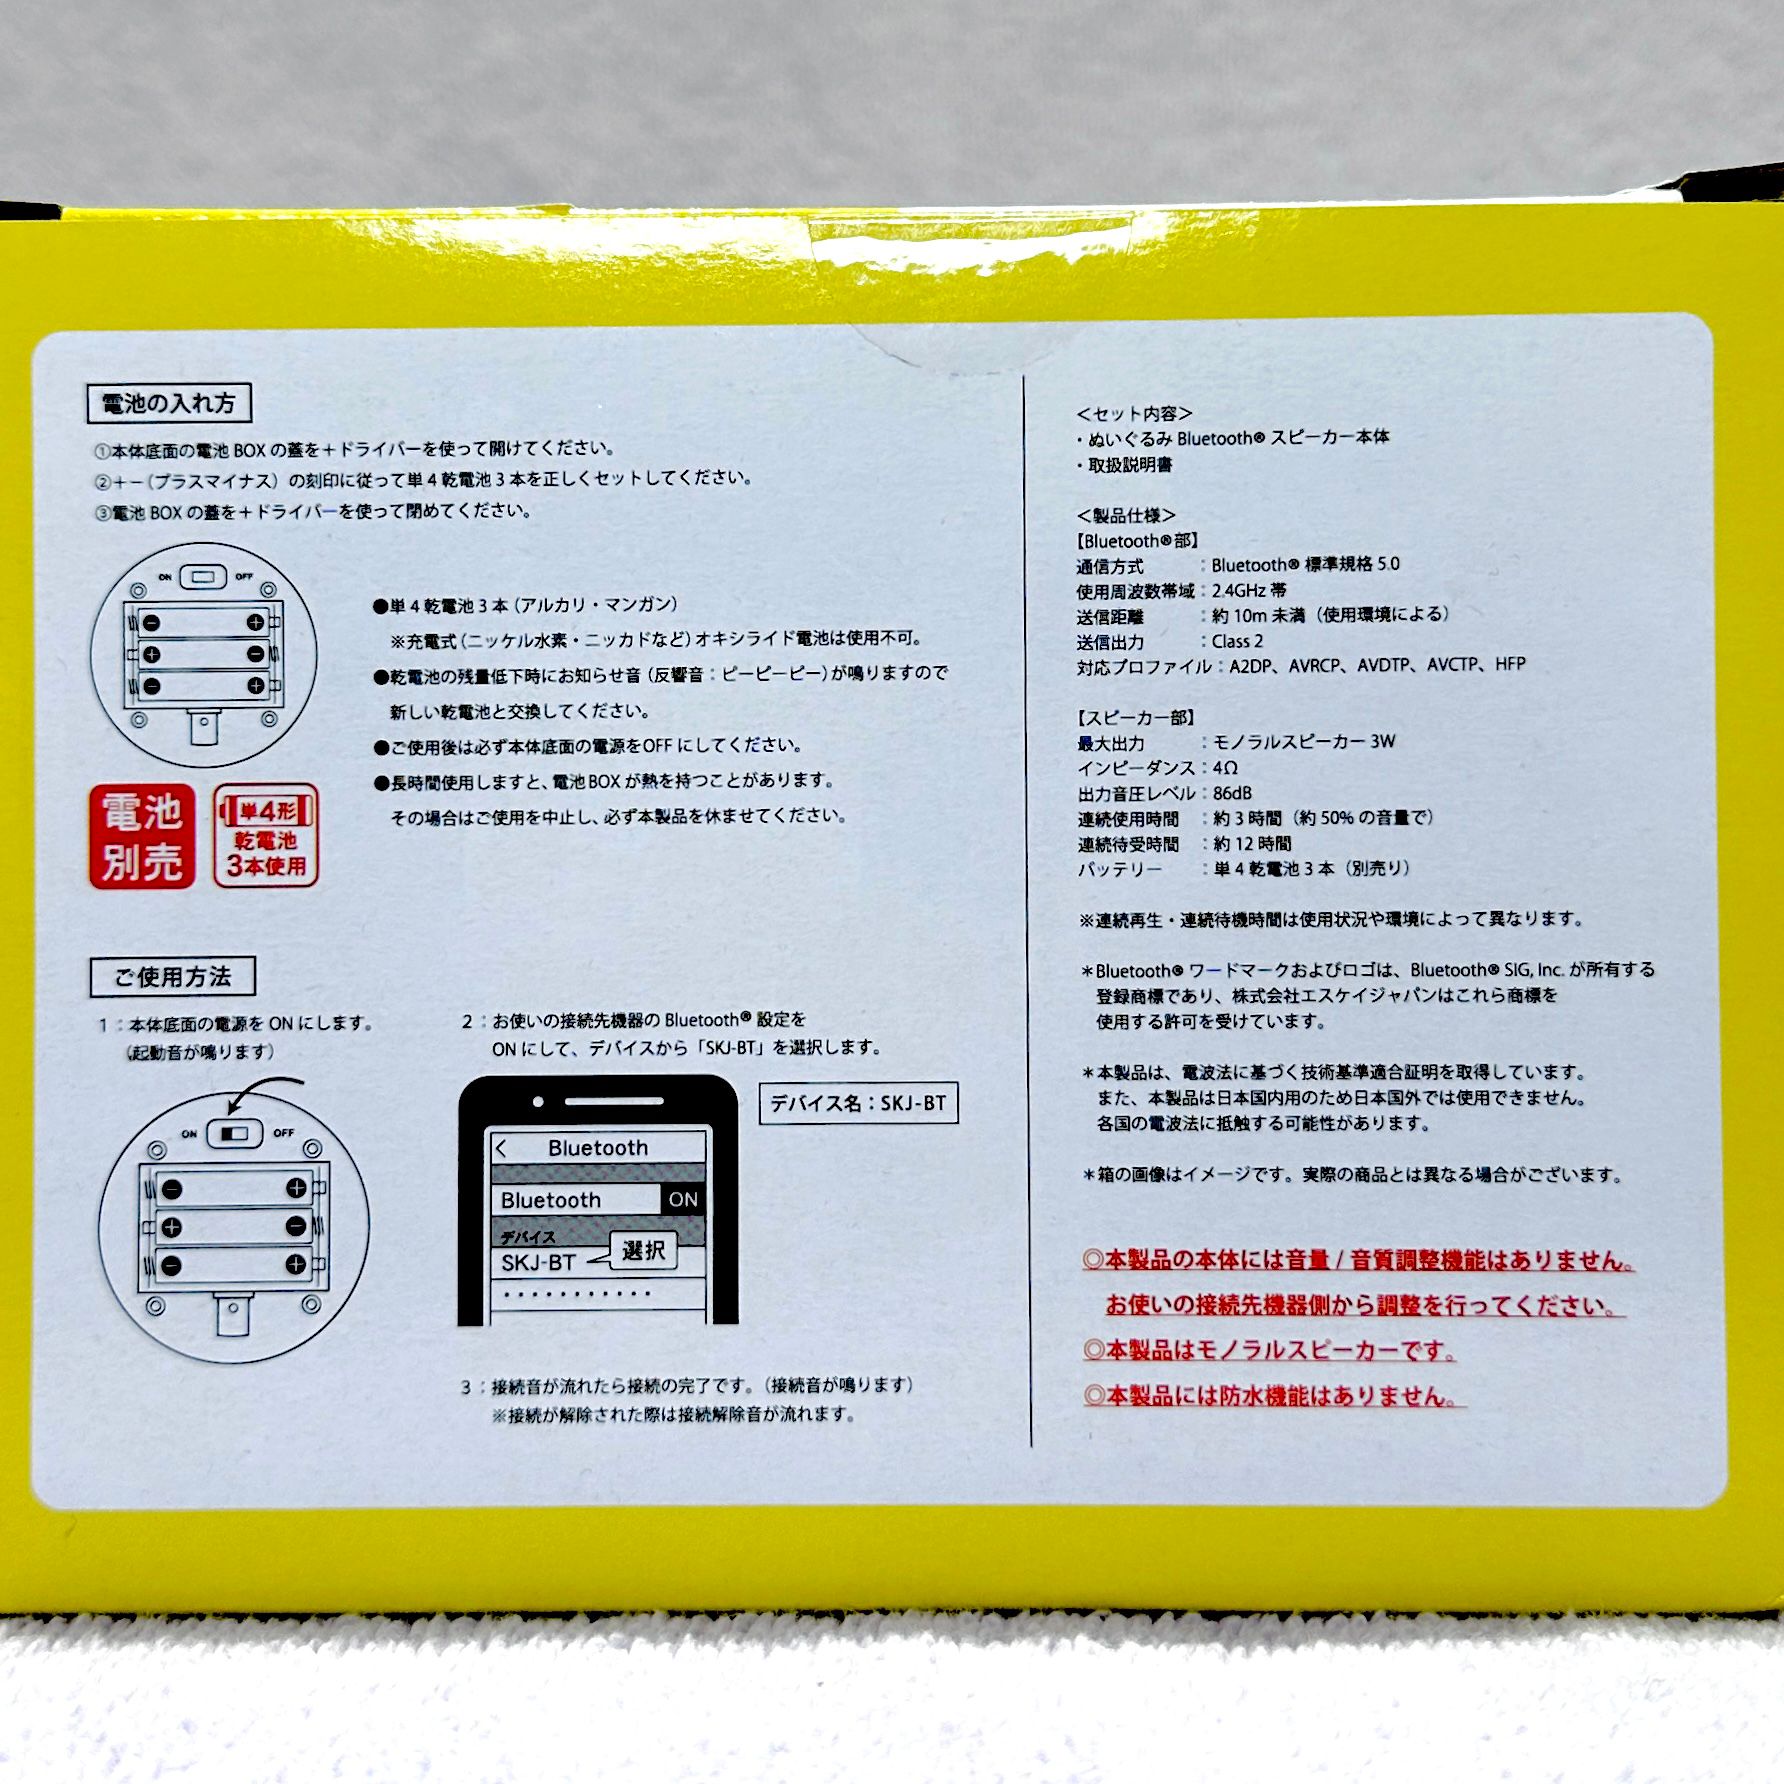 電池の入れ方
①本体底面の電池 BOX の蓋を＋ドライバーを使って開けてください。
②＋－（プラスマイナス）の刻印に従って単４乾電池３本を正しくセットしてください。
③電池 BOX の蓋を＋ドライバーを使って閉めてください。
ON OFF
●単４乾電池３本（アルカリ・マンガン）
※充電式（ニッケル水素・ニッカドなど）オキシライド電池は使用不可。
●乾電池の残量低下時にお知らせ音（反響音：ピーピーピー）が鳴りますので
新しい乾電池と交換してください。
●ご使用後は必ず本体底面の電源をOFF にしてください。
●長時間使用しますと、電池BOX が熱を持つことがあります。
その場合はご使用を中止し、必ず本製品を休ませてください。
電池
別売
単4形
乾電池
3本使用
ご使用方法
１：本体底面の電源を ON にします。
（起動音が鳴ります）
ON OFF
２：お使いの接続先機器の Bluetooth® 設定を
ON にして、デバイスから「SKJ-BT」を選択します。
デバイス名：SKJ-BT
< Bluetooth
Bluetooth ON
デバイス
SKJ-BT 選択
３：接続音が流れたら接続の完了です。（接続音が鳴ります）
※接続が解除された際は接続解除音が流れます。
＜セット内容＞
・ぬいぐるみ Bluetooth® スピーカー本体
・取扱説明書
＜製品仕様＞
【Bluetooth®部】
通信方式 ：Bluetooth® 標準規格 5.0
使用周波数帯域：2.4GHz 帯
送信距離 ：約 10m 未満（使用環境による）
送信出力 ：Class 2
対応プロファイル：A2DP、AVRCP、AVDTP、AVCTP、HFP
【スピーカー部】
最大出力 ：モノラルスピーカー 3W
インピーダンス：4Ω
出力音圧レベル：86dB
連続使用時間 ：約 3 時間（約 50% の音量で）
連続待受時間 ：約 12 時間
バッテリー ：単４乾電池３本（別売り）
※連続再生・連続待機時間は使用状況や環境によって異なります。
＊Bluetooth® ワードマークおよびロゴは、Bluetooth® SIG, Inc. が所有する
登録商標であり、株式会社エスケイジャパンはこれら商標を
使用する許可を受けています。
＊本製品は、電波法に基づく技術基準適合証明を取得しています。
また、本製品は日本国内用のため日本国外では使用できません。
各国の電波法に抵触する可能性があります。
＊箱の画像はイメージです。実際の商品とは異なる場合がございます。
◎本製品の本体には音量 / 音質調整機能はありません。
お使いの接続先機器側から調整を行ってください。
◎本製品はモノラルスピーカーです。
◎本製品には防水機能はありません。